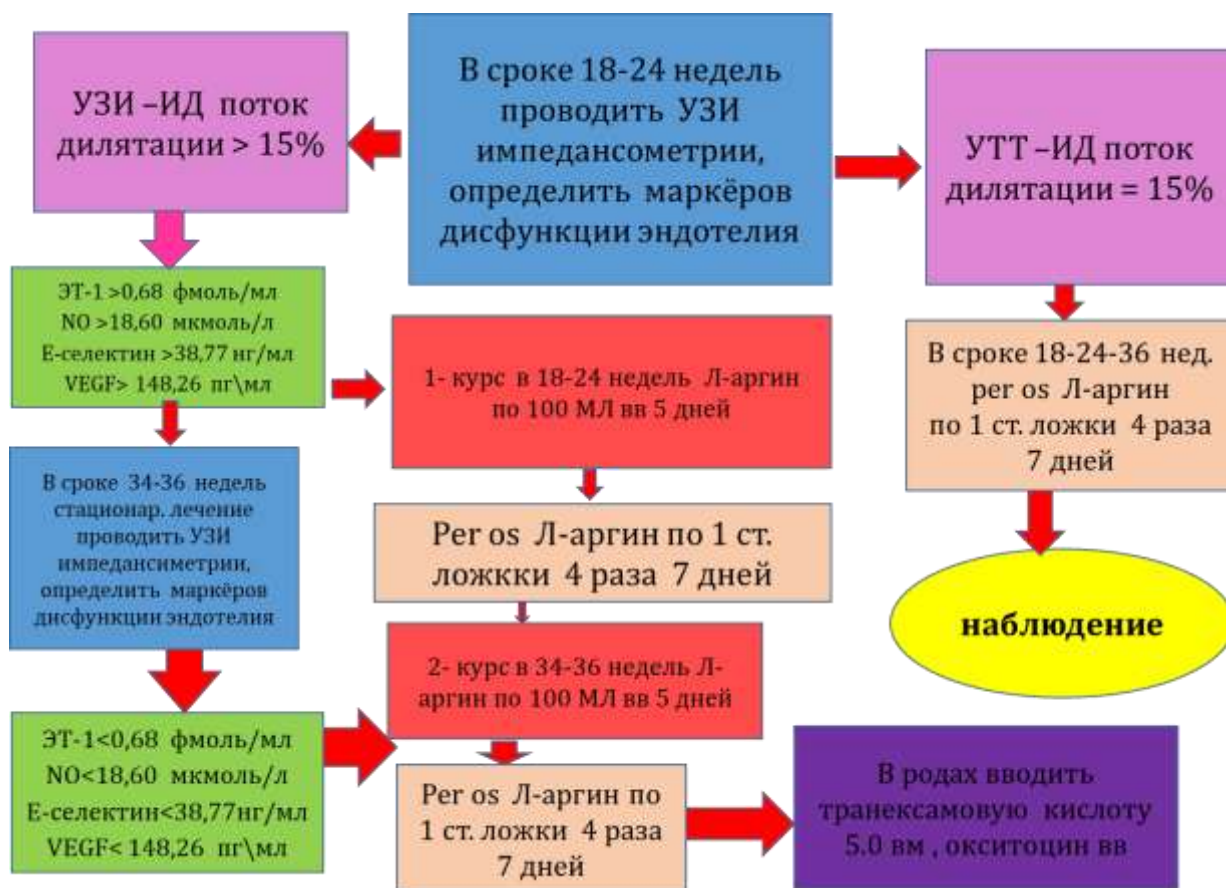 УЗИ –ИД поток
дилятации > 15%
В сроке 18-24 недель
проводить УЗИ
импедансометрии,
определить маркёров
дисфункции эндотелия
УТТ –ИД поток
дилятации = 15%
ЭТ-1 >0,68 фмоль/мл
NO >18,60 мкмоль/л
Е-селектин >38,77 нг/мл
VEGF> 148,26 пг\мл
1- курс в 18-24 недель Л-аргин
по 100 МЛ вв 5 дней
В сроке 18-24-36 нед.
per os Л-аргин
по 1 ст. ложки 4 раза
7 дней
В сроке 34-36 недель
стационар. лечение
проводить УЗИ
импедансиметрии,
определить маркёров
дисфункции эндотелия
Per os Л-аргин по 1 ст.
ложкки 4 раза 7 дней
наблюдение
2- курс в 34-36 недель Л-
аргин по 100 МЛ вв 5 дней
ЭТ-1<0,68 фмоль/мл
NO<18,60 мкмоль/л
Е-селектин<38,77нг/мл
VEGF< 148,26 пг\мл
Per os Л-аргин по
1 ст. ложки 4 раза
7 дней
В родах вводить
транексамовую кислоту
5.0 вм , окситоцин вв